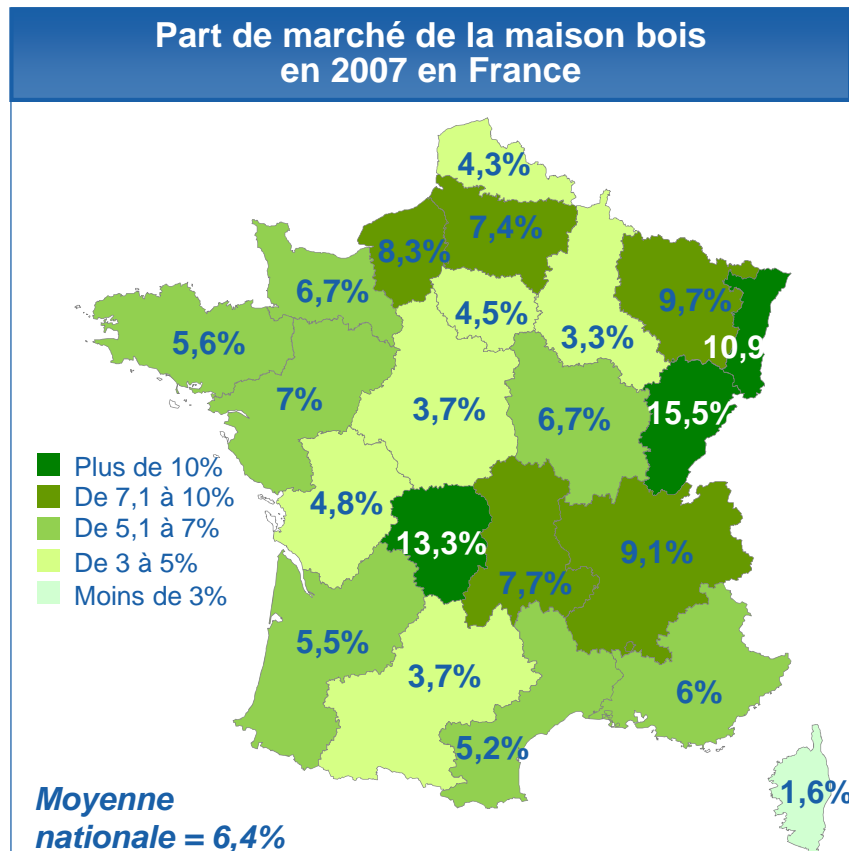 Part de marché de la maison bois
en 2007 en France
4,3%
7,4%
8,3%
6,7%
4,5%
9,7%
3,3%
10,9
5,6%
7%
3,7%
6,7%
15,5%
Plus de 10%
De 7,1 à 10%
De 5,1 à 7%
De 3 à 5%
Moins de 3%
4,8%
13,3%
7,7%
9,1%
5,5%
3,7%
6%
5,2%
1,6%
Moyenne
nationale = 6,4%